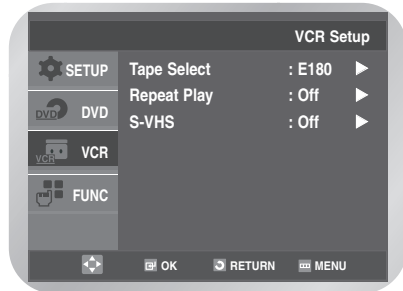 VCR Setup
SETUP
DVD DVD
VCR VCR
FUNC
Tape Select : E180
Repeat Play : Off
S-VHS : Off
OK RETURN MENU